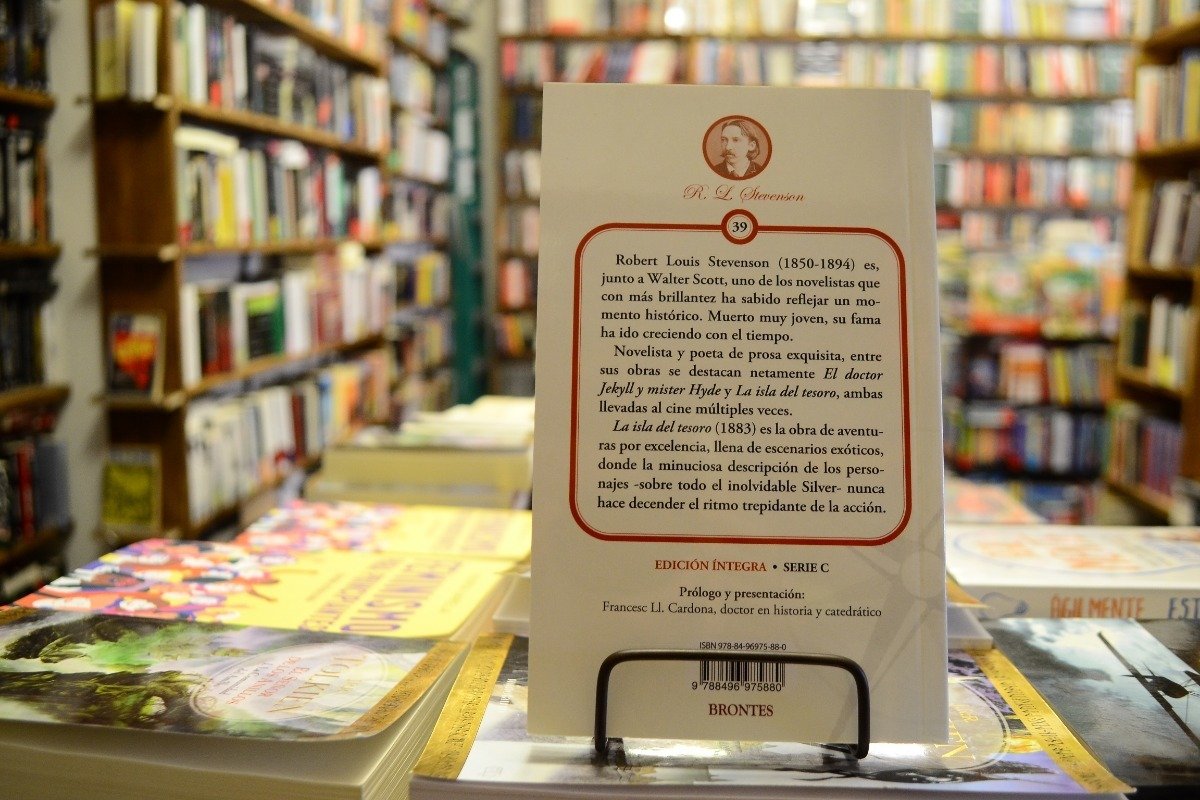 R. L. Stevenson
39
Robert Louis Stevenson (1850-1894) es,
junto a Walter Scott, uno de los novelistas que
con más brillantez ha sabido reflejar un mo-
mento histórico. Muerto muy joven, su fama
ha ido creciendo con el tiempo.
Novelista y poeta de prosa exquisita, entre
sus obras se destacan netamente El doctor
Jekyll y mister Hyde y La isla del tesoro, ambas
llevadas al cine múltiples veces.
La isla del tesoro (1883) es la obra de aventu-
ras por excelencia, llena de escenarios exóticos,
donde la minuciosa descripción de los perso-
najes -sobre todo el inolvidable Silver- nunca
hace decender el ritmo trepidante de la acción.
EDICIÓN ÍNTEGRA • SERIE C
Prólogo y presentación:
Francesc Ll. Cardona, doctor en historia y catedrático
ISBN 978-84-96975-88-0
9 788496 975880
BRONTES
ÁGILMENTE